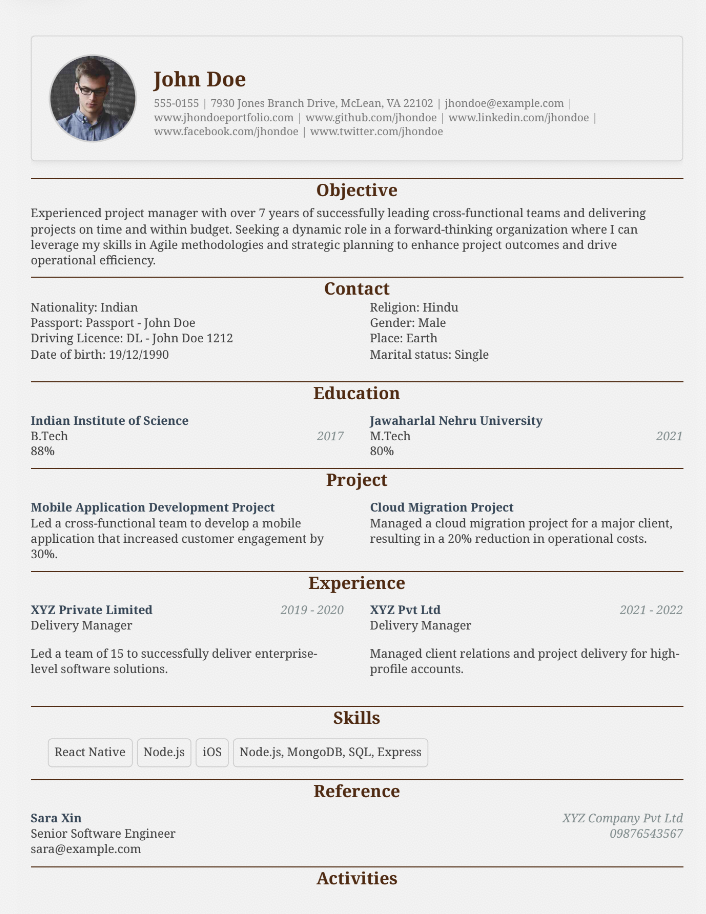 John Doe
555-0155 | 7930 Jones Branch Drive, McLean, VA 22102 | jhondoe@example.com |
www.jhondoeportfolio.com | www.github.com/jhondoe | www.linkedin.com/jhondoe |
www.facebook.com/jhondoe | www.twitter.com/jhondoe
Objective
Experienced project manager with over 7 years of successfully leading cross-functional teams and delivering
projects on time and within budget. Seeking a dynamic role in a forward-thinking organization where I can
leverage my skills in Agile methodologies and strategic planning to enhance project outcomes and drive
operational efficiency.
Contact
Nationality: Indian
Passport: Passport - John Doe
Driving Licence: DL - John Doe 1212
Date of birth: 19/12/1990
Religion: Hindu
Gender: Male
Place: Earth
Marital status: Single
Education
Indian Institute of Science
B.Tech 2017
88%
Jawaharlal Nehru University
M.Tech 2021
80%
Project
Mobile Application Development Project
Led a cross-functional team to develop a mobile
application that increased customer engagement by
30%.
Cloud Migration Project
Managed a cloud migration project for a major client,
resulting in a 20% reduction in operational costs.
Experience
XYZ Private Limited 2019 - 2020
Delivery Manager
Led a team of 15 to successfully deliver enterprise-
level software solutions.
XYZ Pvt Ltd 2021 - 2022
Delivery Manager
Managed client relations and project delivery for high-
profile accounts.
Skills
React Native Node.js iOS Node.js, MongoDB, SQL, Express
Reference
Sara Xin XYZ Company Pvt Ltd
Senior Software Engineer 09876543567
sara@example.com
Activities